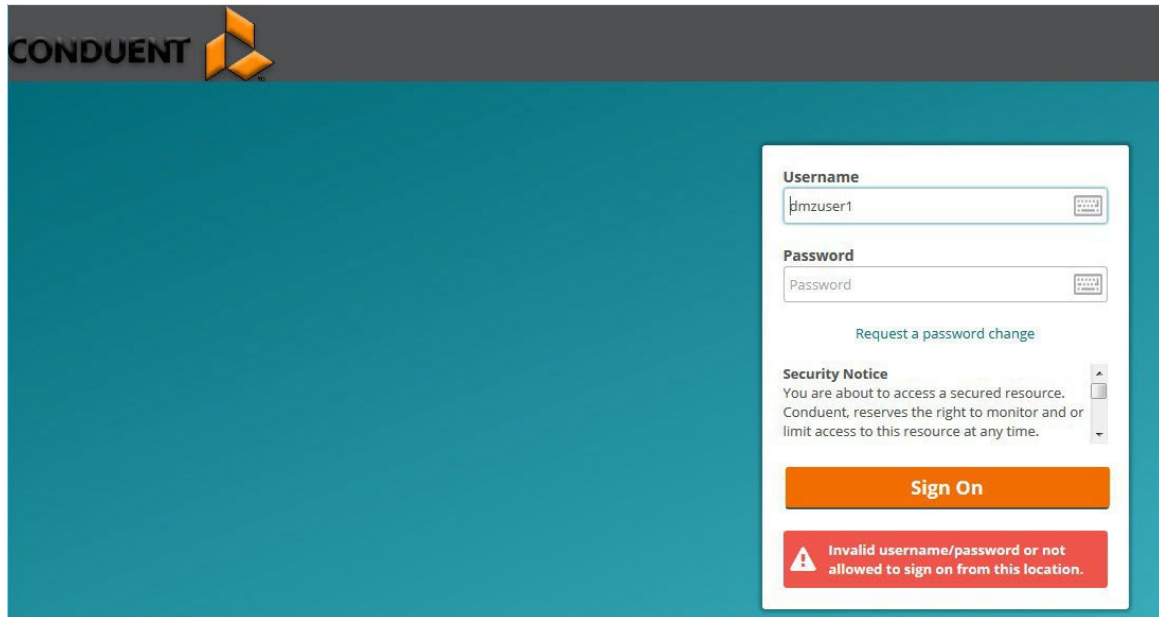 CONDUENT
TM
Username
dmzuser1
Password
Password
Request a password change
Security Notice
You are about to access a secured resource.
Conduent, reserves the right to monitor and or
limit access to this resource at any time.
Sign On
Invalid username/password or not
allowed to sign on from this location.